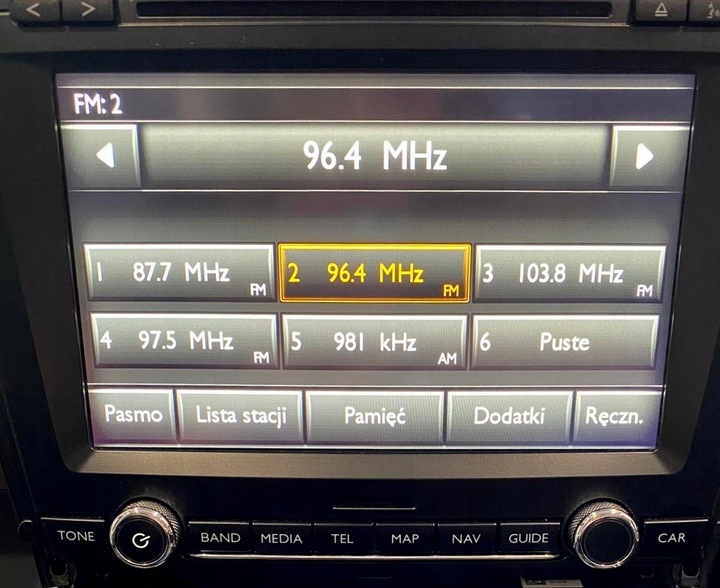 FM: 2
96.4 MHz
1 87.7 MHz FM
2 96.4 MHz FM
3 103.8 MHz FM
4 97.5 MHz FM
5 981 kHz AM
6 Puste
Pasmo Lista stacji Pamięć Dodatki Ręczn.
TONE BAND MEDIA TEL MAP NAV GUIDE CAR